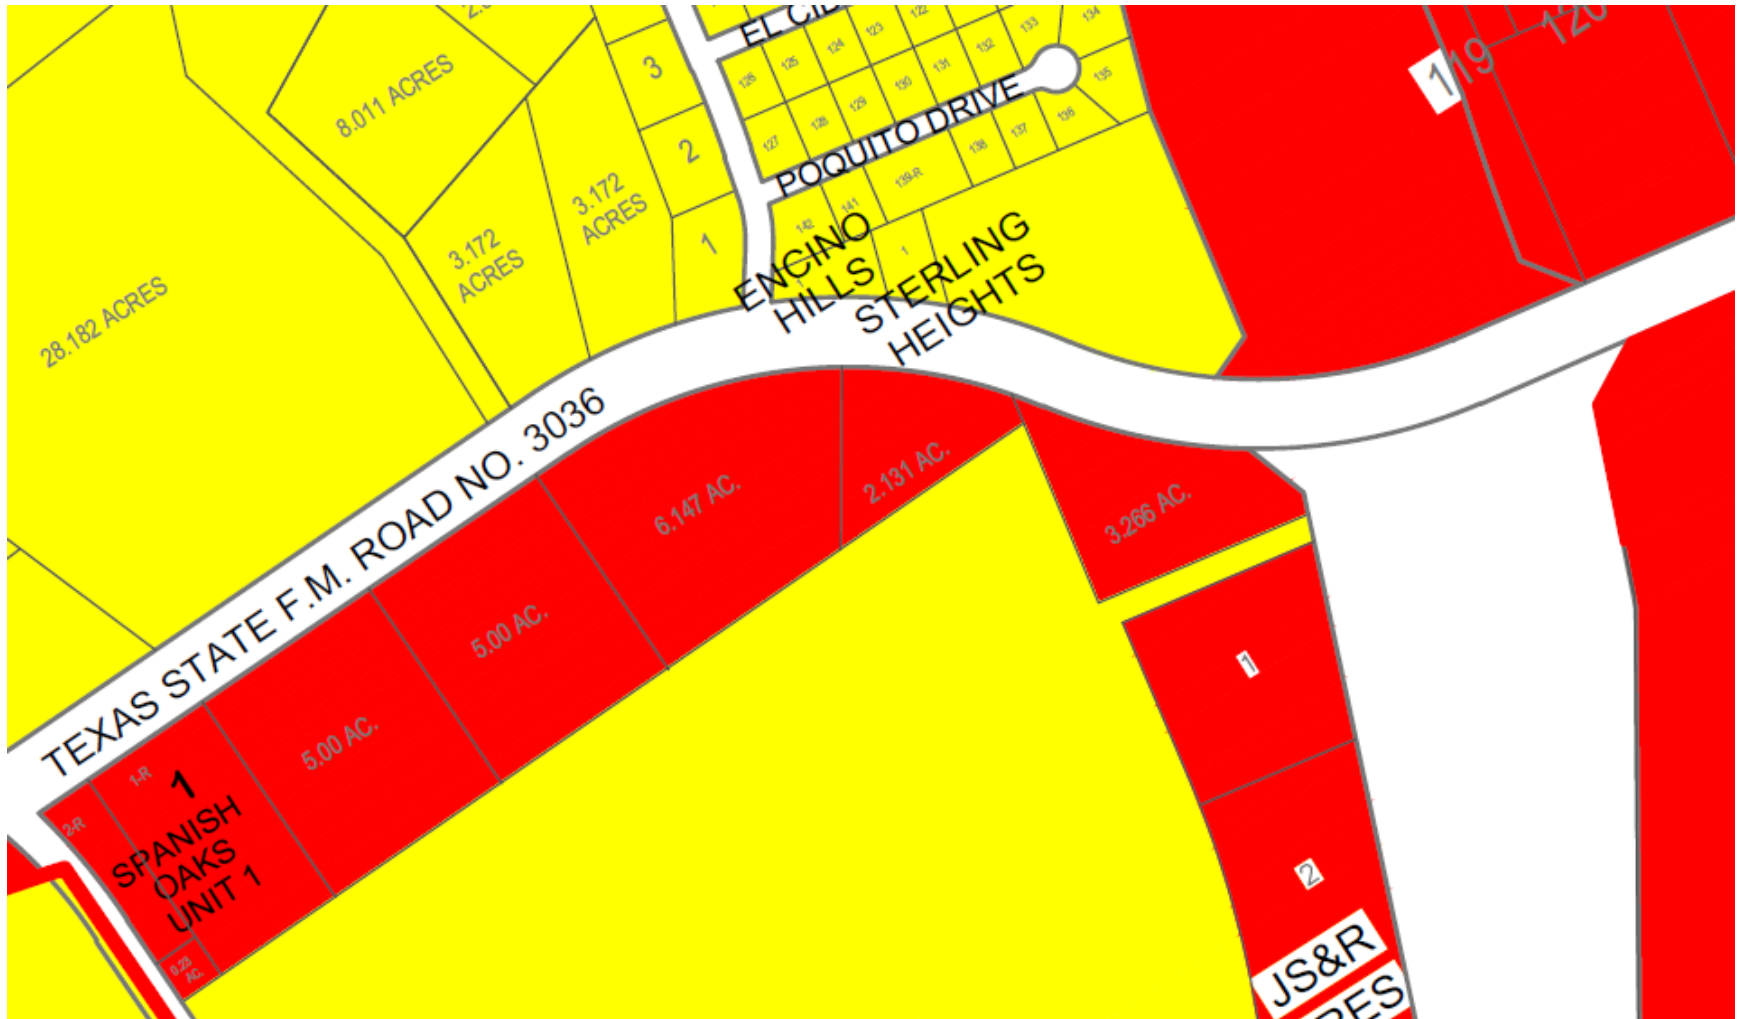 EL CID
134
133
122
123
124
125
126
132
131
130
129
128
127
135
136
137
138
139-R
141
142
POQUITO DRIVE
119
120
3
2
1
8.011 ACRES
3.172
ACRES
3.172
ACRES
28.182 ACRES
ENCINO
HILLS
1
STERLING
HEIGHTS
TEXAS STATE F.M. ROAD NO. 3036
2.131 AC.
6.147 AC.
3.266 AC.
5.00 AC.
5.00 AC.
1-R
1
2-R
SPANISH
OAKS
UNIT 1
0.23
AC.
1
2
JS&R